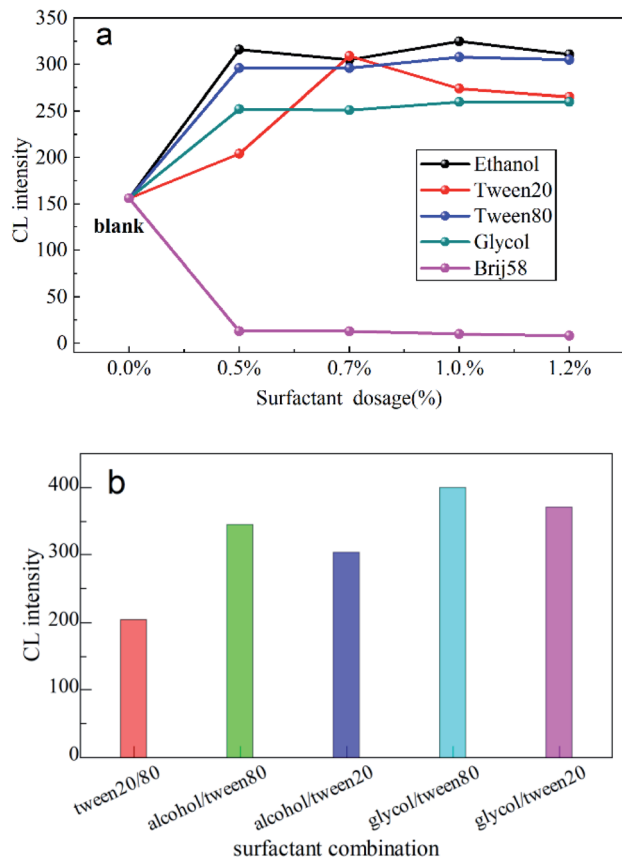 a
350
300
250
200
150
100
50
0
CL intensity
blank
Ethanol
Tween20
Tween80
Glycol
Brij58
0.0%
0.5%
0.7%
1.0.%
1.2%
Surfactant dosage(%)
b
400
300
200
100
0
CL intensity
tween20/80
alcohol/tween80
alcohol/tween20
glycol/tween80
glycol/tween20
surfactant combination